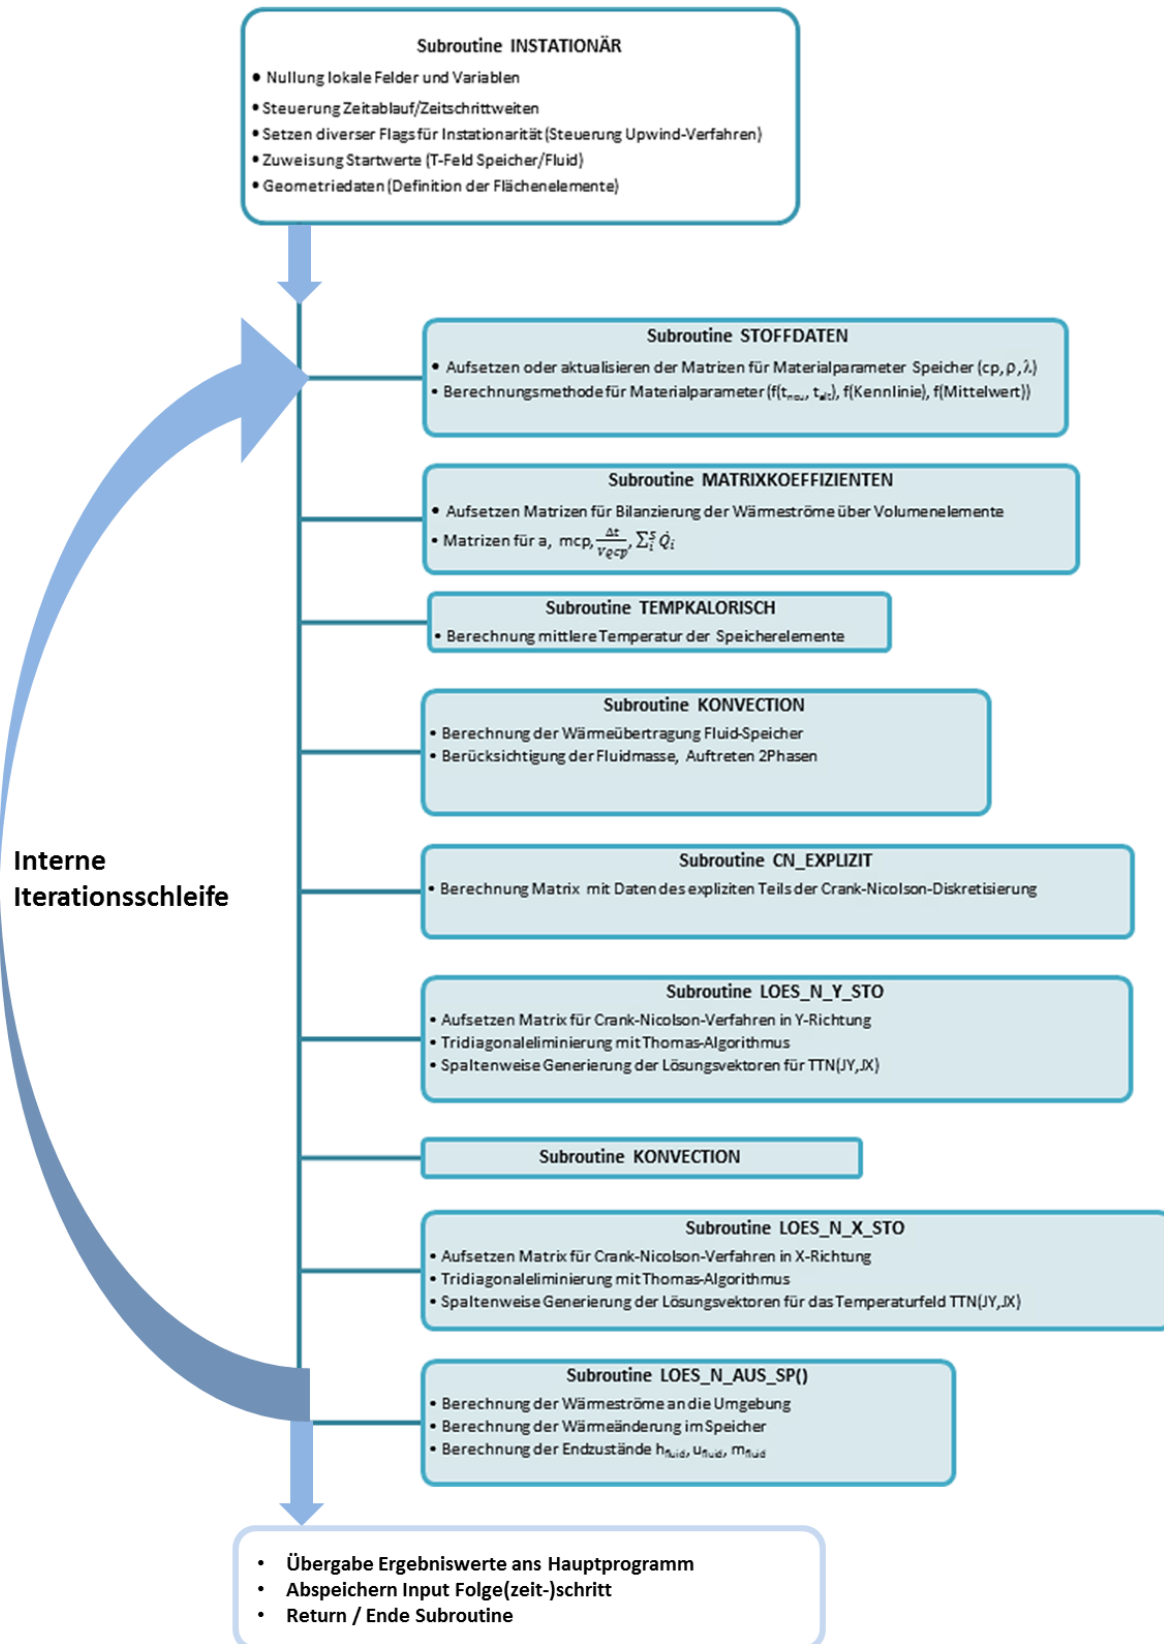 Subroutine INSTATIONÄR
• Nullung lokale Felder und Variablen
• Steuerung Zeitablauf/Zeitschrittweiten
• Setzen diverser Flags für Instationarität (Steuerung Upwind-Verfahren)
• Zuweisung Startwerte (T-Feld Speicher/Fluid)
• Geometriedaten (Definition der Flächenelemente)
Subroutine STOFFDATEN
• Aufsetzen oder aktualisieren der Matrizen für Materialparameter Speicher (cp, ρ, λ)
• Berechnungsmethode für Materialparameter (f(t_neu, t_alt), f(Kennlinie), f(Mittelwert))
Subroutine MATRIXKOEFFIZIENTEN
• Aufsetzen Matrizen für Bilanzierung der Wärmeströme über Volumenelemente
• Matrizen für a, mcp, Δt/Vϱcp, ∑_i^5 Q̇_i
Subroutine TEMPKALORISCH
• Berechnung mittlere Temperatur der Speicherelemente
Subroutine KONVECTION
• Berechnung der Wärmeübertragung Fluid-Speicher
• Berücksichtigung der Fluidmasse, Auftreten 2Phasen
Interne
Iterationsschleife
Subroutine CN_EXPLIZIT
• Berechnung Matrix mit Daten des expliziten Teils der Crank-Nicolson-Diskretisierung
Subroutine LOES_N_Y_STO
• Aufsetzen Matrix für Crank-Nicolson-Verfahren in Y-Richtung
• Tridiagonaleliminierung mit Thomas-Algorithmus
• Spaltenweise Generierung der Lösungsvektoren für TTN(JY,JX)
Subroutine KONVECTION
Subroutine LOES_N_X_STO
• Aufsetzen Matrix für Crank-Nicolson-Verfahren in X-Richtung
• Tridiagonaleliminierung mit Thomas-Algorithmus
• Spaltenweise Generierung der Lösungsvektoren für das Temperaturfeld TTN(JY,JX)
Subroutine LOES_N_AUS_SP()
• Berechnung der Wärmeströme an die Umgebung
• Berechnung der Wärmeänderung im Speicher
• Berechnung der Endzustände h_fluid, u_fluid, m_fluid
• Übergabe Ergebniswerte ans Hauptprogramm
• Abspeichern Input Folge(zeit-)schritt
• Return / Ende Subroutine